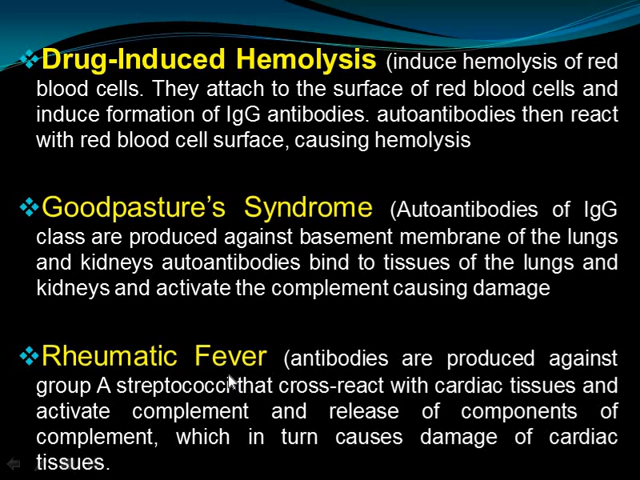 Drug-Induced Hemolysis (induce hemolysis of red
blood cells. They attach to the surface of red blood cells and
induce formation of IgG antibodies. autoantibodies then react
with red blood cell surface, causing hemolysis
Goodpasture’s Syndrome (Autoantibodies of IgG
class are produced against basement membrane of the lungs
and kidneys autoantibodies bind to tissues of the lungs and
kidneys and activate the complement causing damage
Rheumatic Fever (antibodies are produced against
group A streptococci that cross-react with cardiac tissues and
activate complement and release of components of
complement, which in turn causes damage of cardiac
tissues.